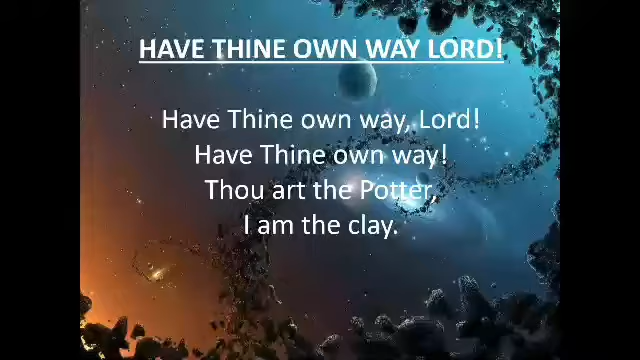 HAVE THINE OWN WAY LORD!
Have Thine own way, Lord!
Have Thine own way!
Thou art the Potter,
I am the clay.